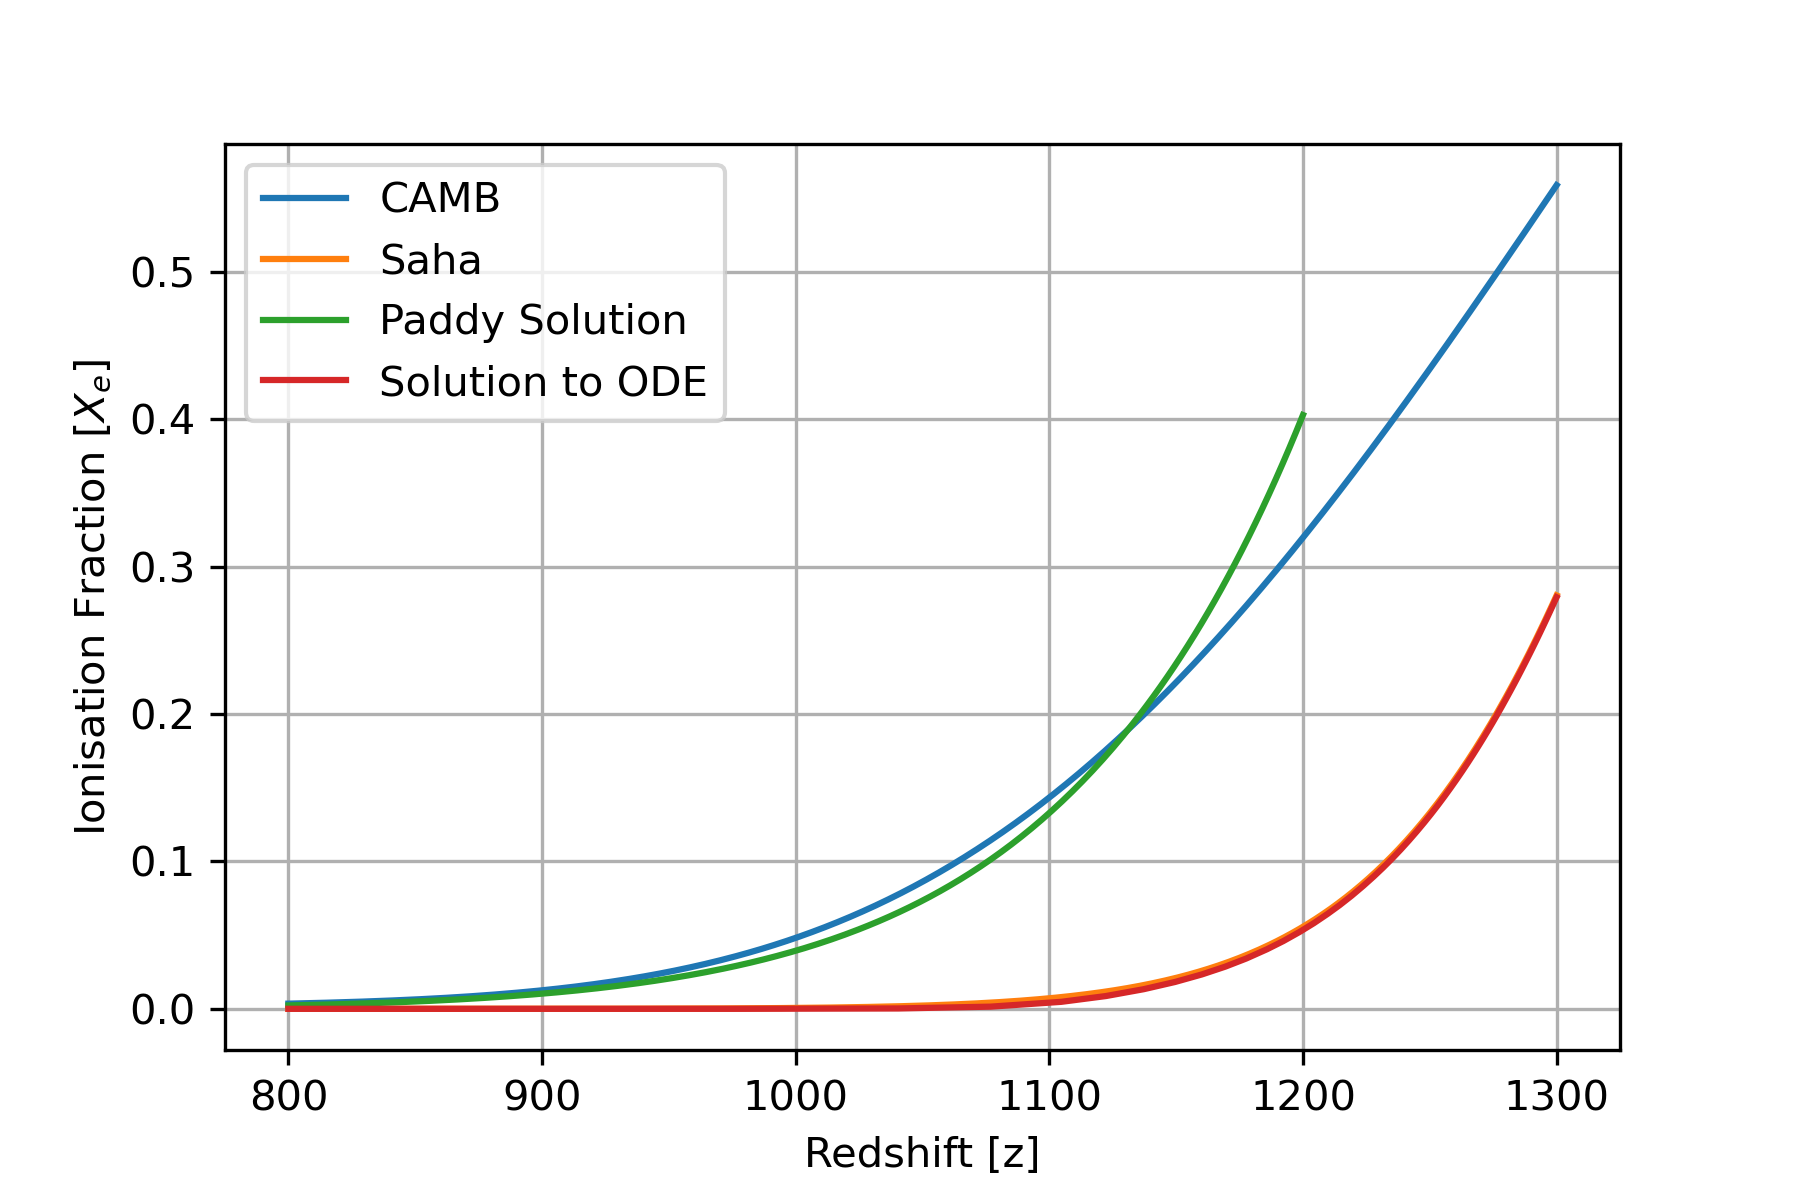 CAMB
Saha
Paddy Solution
Solution to ODE
Ionisation Fraction [Xₑ]
0.5
0.4
0.3
0.2
0.1
0.0
800 900 1000 1100 1200 1300
Redshift [z]